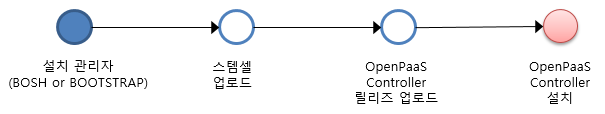 설치 관리자
(BOSH or BOOTSTRAP)
스템셀
업로드
OpenPaaS
Controller
릴리즈 업로드
OpenPaaS
Controller
설치